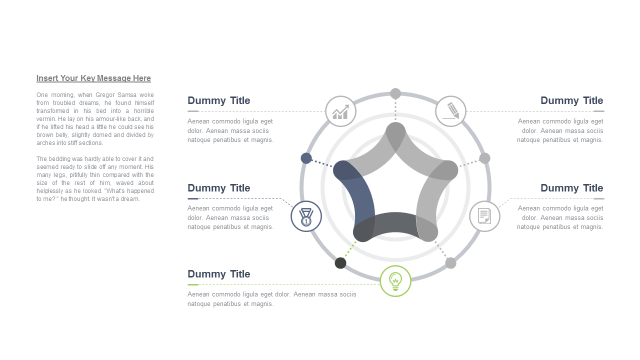 Insert Your Key Message Here
One morning, when Gregor Samsa woke
from troubled dreams, he found himself
transformed in his bed into a horrible
vermin. He lay on his armour-like back, and
if he lifted his head a little he could see his
brown belly, slightly domed and divided by
arches into stiff sections.
The bedding was hardly able to cover it and
seemed ready to slide off any moment. His
many legs, pitifully thin compared with the
size of the rest of him, waved about
helplessly as he looked. "What's happened
to me?" he thought. It wasn't a dream.
Dummy Title
Aenean commodo ligula eget
dolor. Aenean massa sociis
natoque penatibus et magnis.
Dummy Title
Aenean commodo ligula eget
dolor. Aenean massa sociis
natoque penatibus et magnis.
Dummy Title
Aenean commodo ligula eget dolor. Aenean massa sociis
natoque penatibus et magnis.
Dummy Title
Aenean commodo ligula eget
dolor. Aenean massa sociis
natoque penatibus et magnis.
Dummy Title
Aenean commodo ligula eget
dolor. Aenean massa sociis
natoque penatibus et magnis.
1